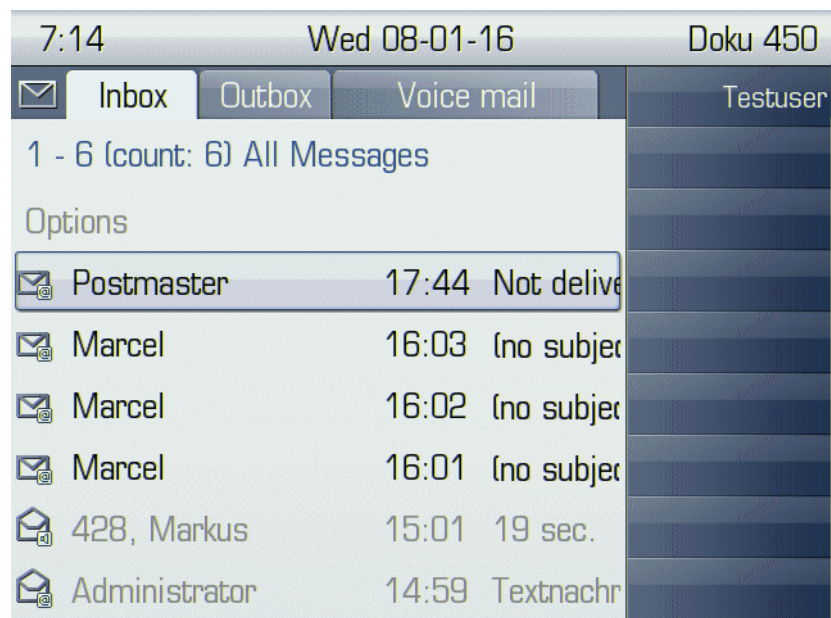 7:14 Wed 08-01-16 Doku 450
Inbox Outbox Voice mail Testuser
1 - 6 (count: 6) All Messages
Options
Postmaster 17:44 Not delive
Marcel 16:03 (no subjec
Marcel 16:02 (no subjec
Marcel 16:01 (no subjec
428, Markus 15:01 19 sec.
Administrator 14:59 Textnachr